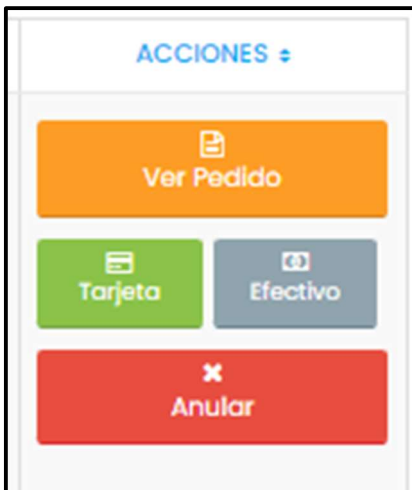 ACCIONES
Ver Pedido
Tarjeta
Efectivo
Anular